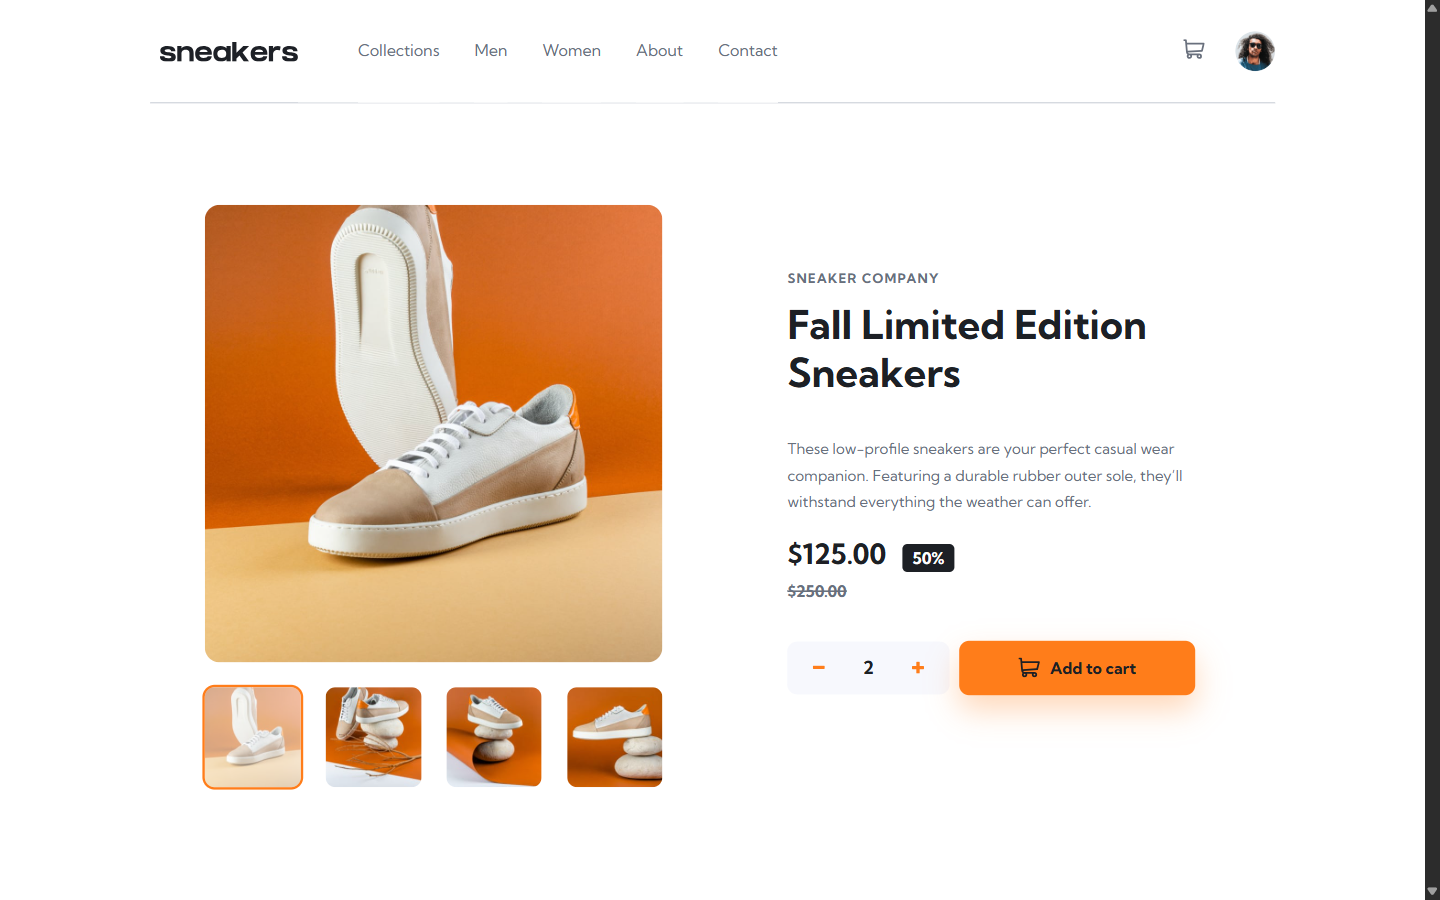 sneakers
Collections Men Women About Contact
SNEAKER COMPANY
Fall Limited Edition
Sneakers
These low-profile sneakers are your perfect casual wear
companion. Featuring a durable rubber outer sole, they'll
withstand everything the weather can offer.
$125.00 50%
$250.00
2 Add to cart